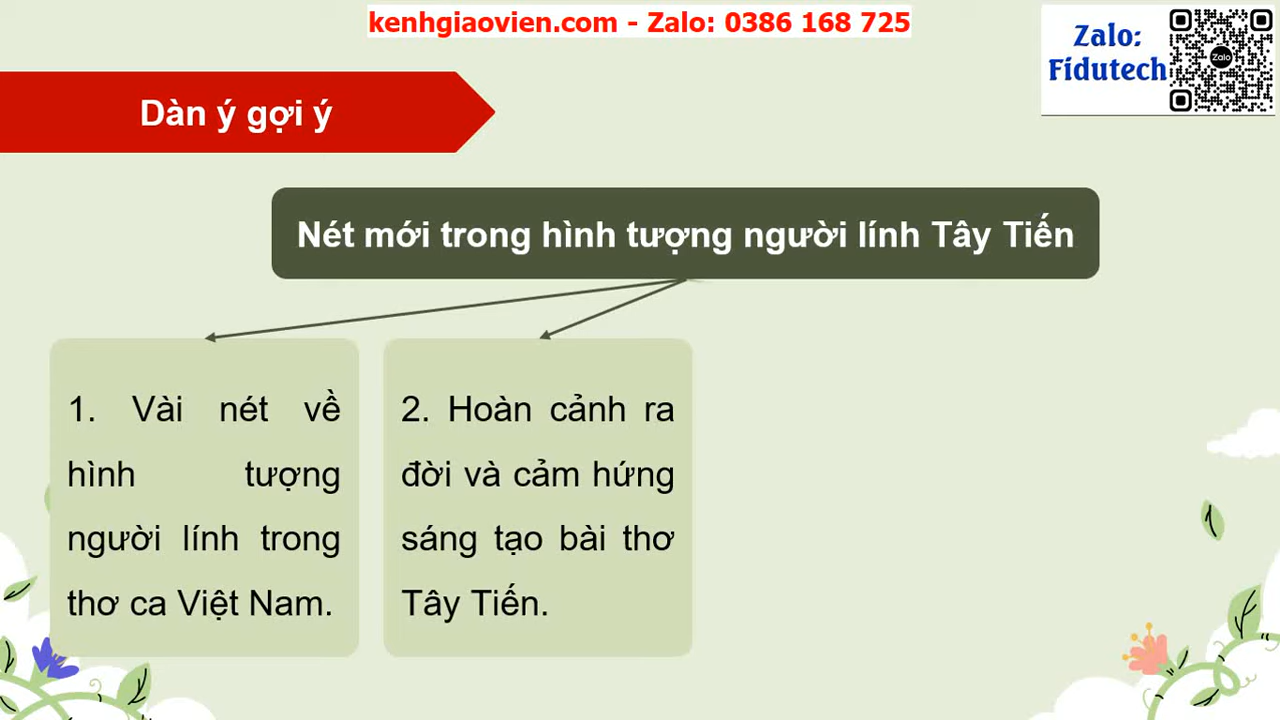 kenhgiaovien.com - Zalo: 0386 168 725
Zalo:
Fidutech
Zalo
Dàn ý gợi ý
Nét mới trong hình tượng người lính Tây Tiến
1. Vài nét về
hình tượng
người lính trong
thơ ca Việt Nam.
2. Hoàn cảnh ra
đời và cảm hứng
sáng tạo bài thơ
Tây Tiến.